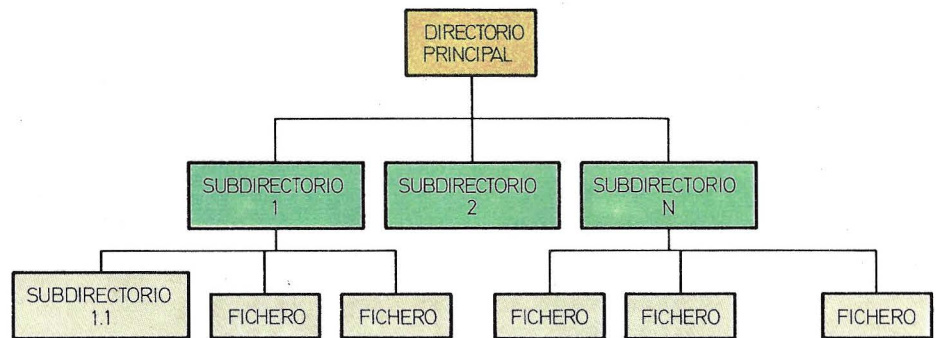 DIRECTORIO
PRINCIPAL
SUBDIRECTORIO
1
SUBDIRECTORIO
2
SUBDIRECTORIO
N
SUBDIRECTORIO
1.1
FICHERO
FICHERO
FICHERO
FICHERO
FICHERO